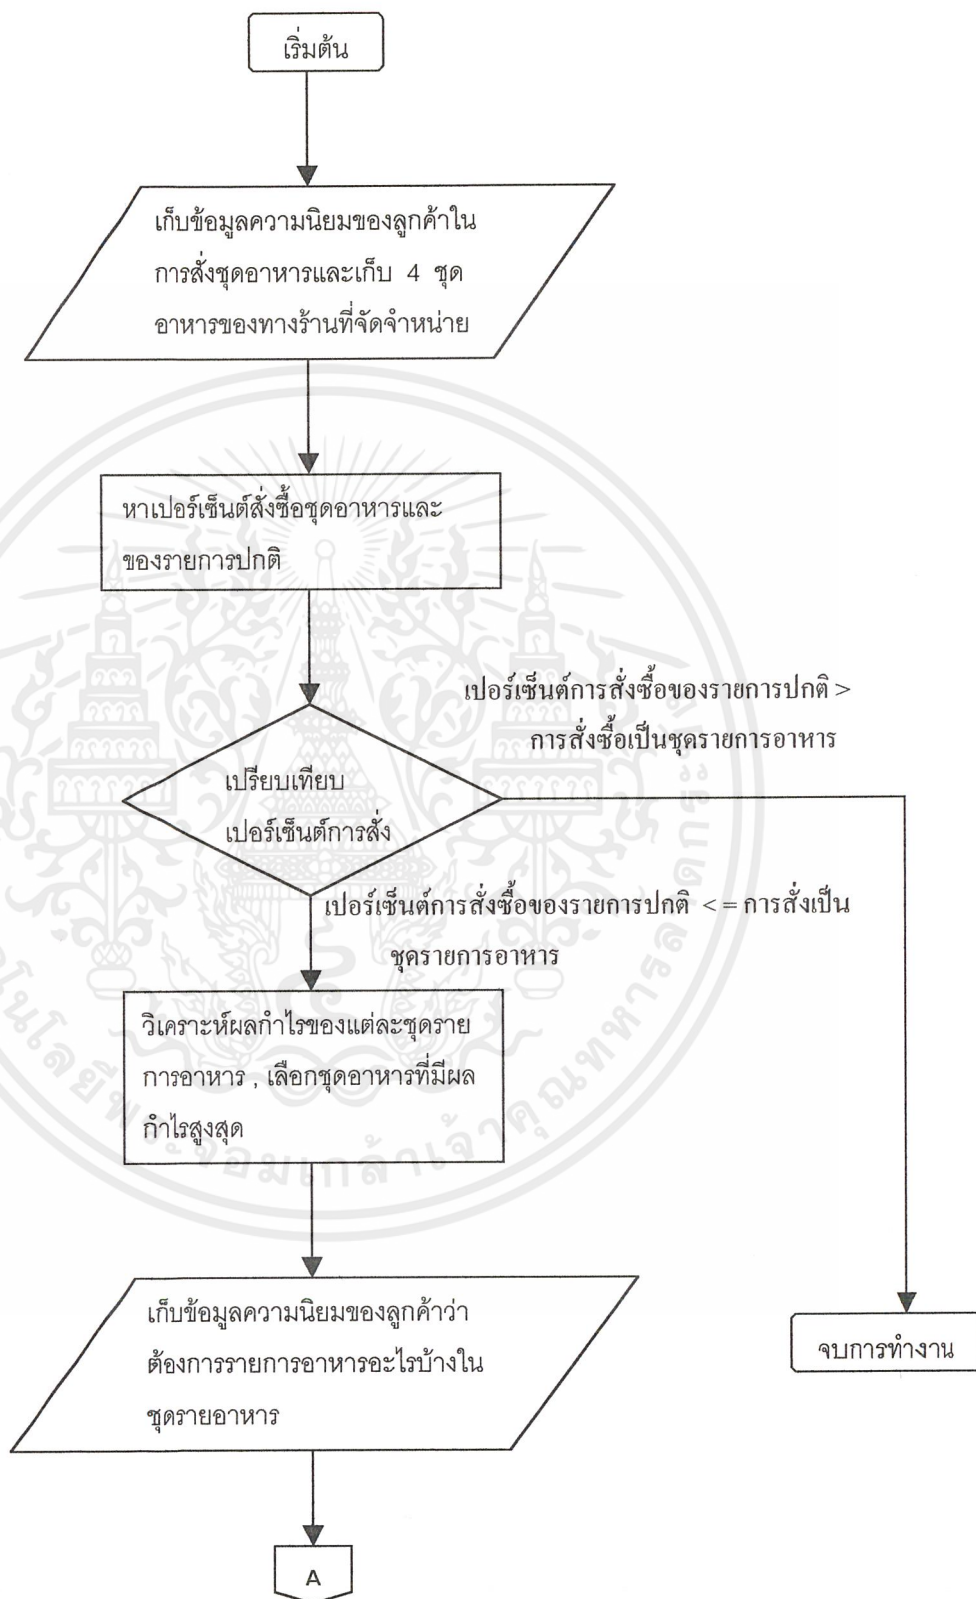 เริ่มต้น
เก็บข้อมูลความนิยมของลูกค้าใน
การสั่งชุดอาหารและเก็บ 4 ชุด
อาหารของทางร้านที่จัดจำหน่าย
หาเปอร์เซ็นต์สั่งซื้อชุดอาหารและ
ของรายการปกติ
เปอร์เซ็นต์การสั่งซื้อของรายการปกติ >
การสั่งซื้อเป็นชุดรายการอาหาร
เปรียบเทียบ
เปอร์เซ็นต์การสั่ง
เปอร์เซ็นต์การสั่งซื้อของรายการปกติ < = การสั่งเป็น
ชุดรายการอาหาร
วิเคราะห์ผลกำไรของแต่ละชุดราย
การอาหาร , เลือกชุดอาหารที่มีผล
กำไรสูงสุด
เก็บข้อมูลความนิยมของลูกค้าว่า
ต้องการรายการอาหารอะไรบ้างใน
ชุดรายอาหาร
จบการทำงาน
A